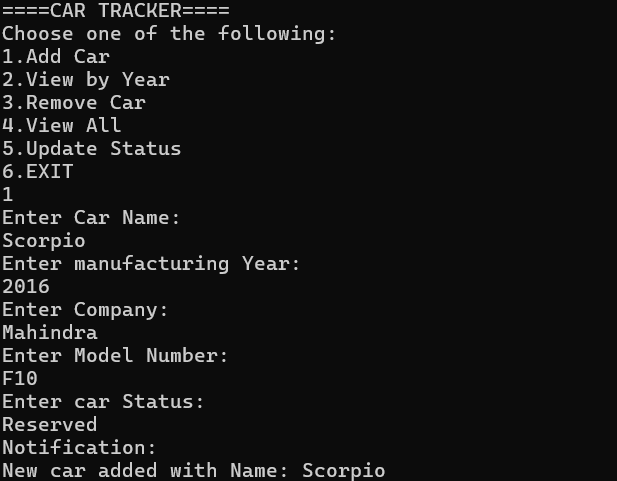 ====CAR TRACKER====
Choose one of the following:
1.Add Car
2.View by Year
3.Remove Car
4.View All
5.Update Status
6.EXIT
1
Enter Car Name:
Scorpio
Enter manufacturing Year:
2016
Enter Company:
Mahindra
Enter Model Number:
F10
Enter car Status:
Reserved
Notification:
New car added with Name: Scorpio